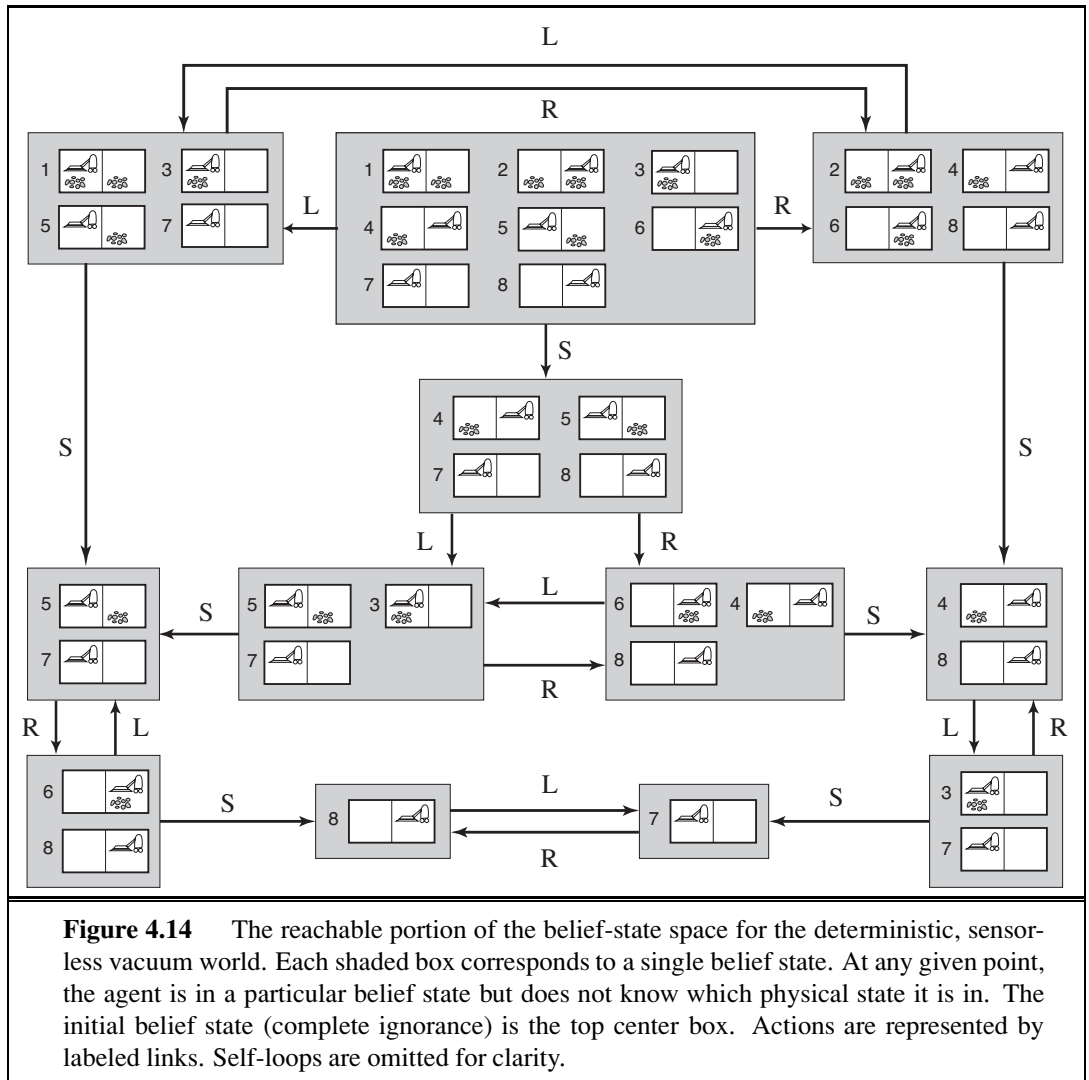 L
R
1 3
5 7
L
1 2 3
4 5 6
7 8
R
2 4
6 8
S
S
4 5
7 8
S
L R
5
7
S
5 3
7
L
R
6 4
8
S
4
8
R L
L R
6
8
S
8
L
R
7
S
3
7
Figure 4.14 The reachable portion of the belief-state space for the deterministic, sensor-
less vacuum world. Each shaded box corresponds to a single belief state. At any given point,
the agent is in a particular belief state but does not know which physical state it is in. The
initial belief state (complete ignorance) is the top center box. Actions are represented by
labeled links. Self-loops are omitted for clarity.